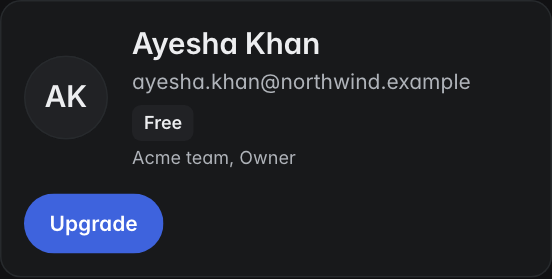 AK
Ayesha Khan
ayesha.khan@northwind.example
Free
Acme team, Owner
Upgrade